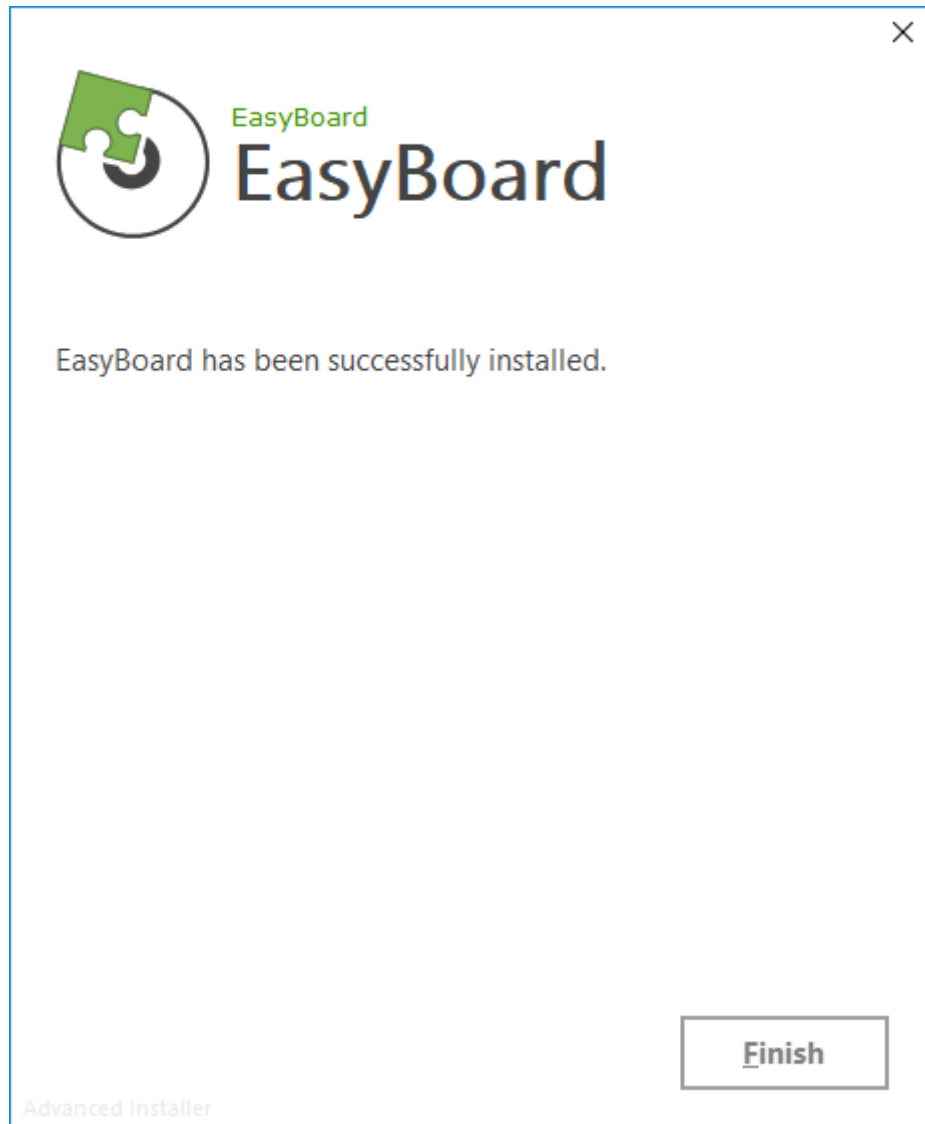 EasyBoard
EasyBoard
EasyBoard has been successfully installed.
Finish
Advanced Installer